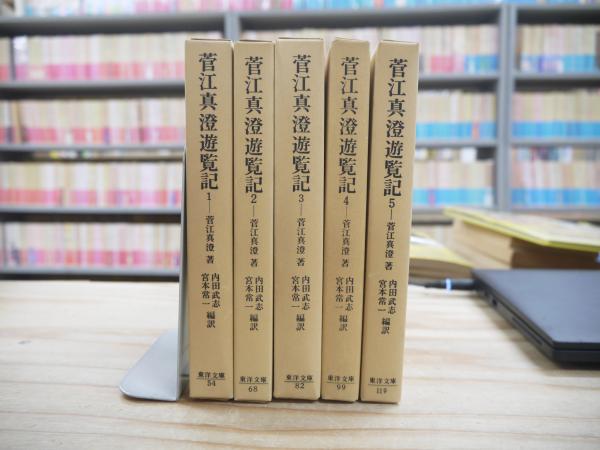 菅江真澄遊覧記
1―菅江真澄 著
内田武志
宮本常一 編訳
東洋文庫
54
菅江真澄遊覧記
2―菅江真澄 著
内田武志
宮本常一 編訳
東洋文庫
68
菅江真澄遊覧記
3―菅江真澄 著
内田武志
宮本常一 編訳
東洋文庫
82
菅江真澄遊覧記
4―菅江真澄 著
内田武志
宮本常一 編訳
東洋文庫
99
菅江真澄遊覧記
5―菅江真澄 著
内田武志
宮本常一 編訳
東洋文庫
119